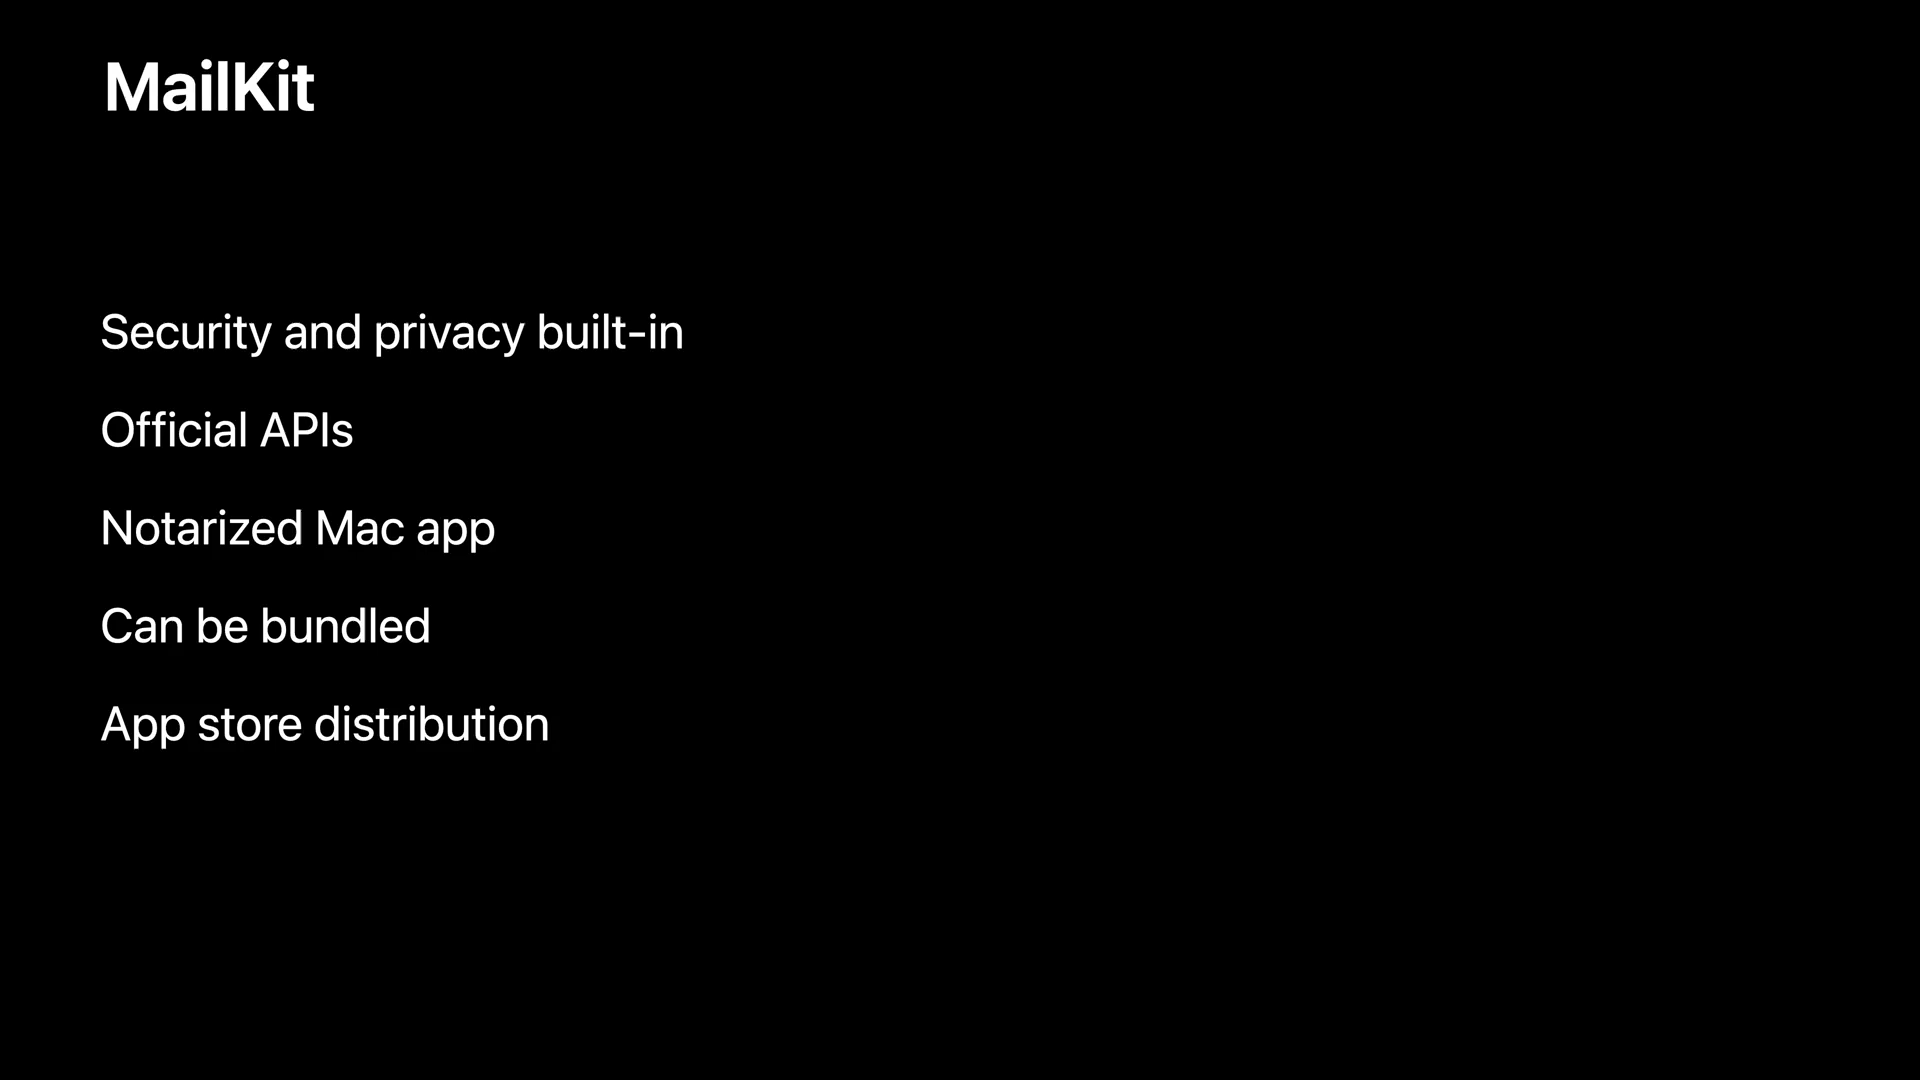 MailKit
Security and privacy built-in
Official APIs
Notarized Mac app
Can be bundled
App store distribution